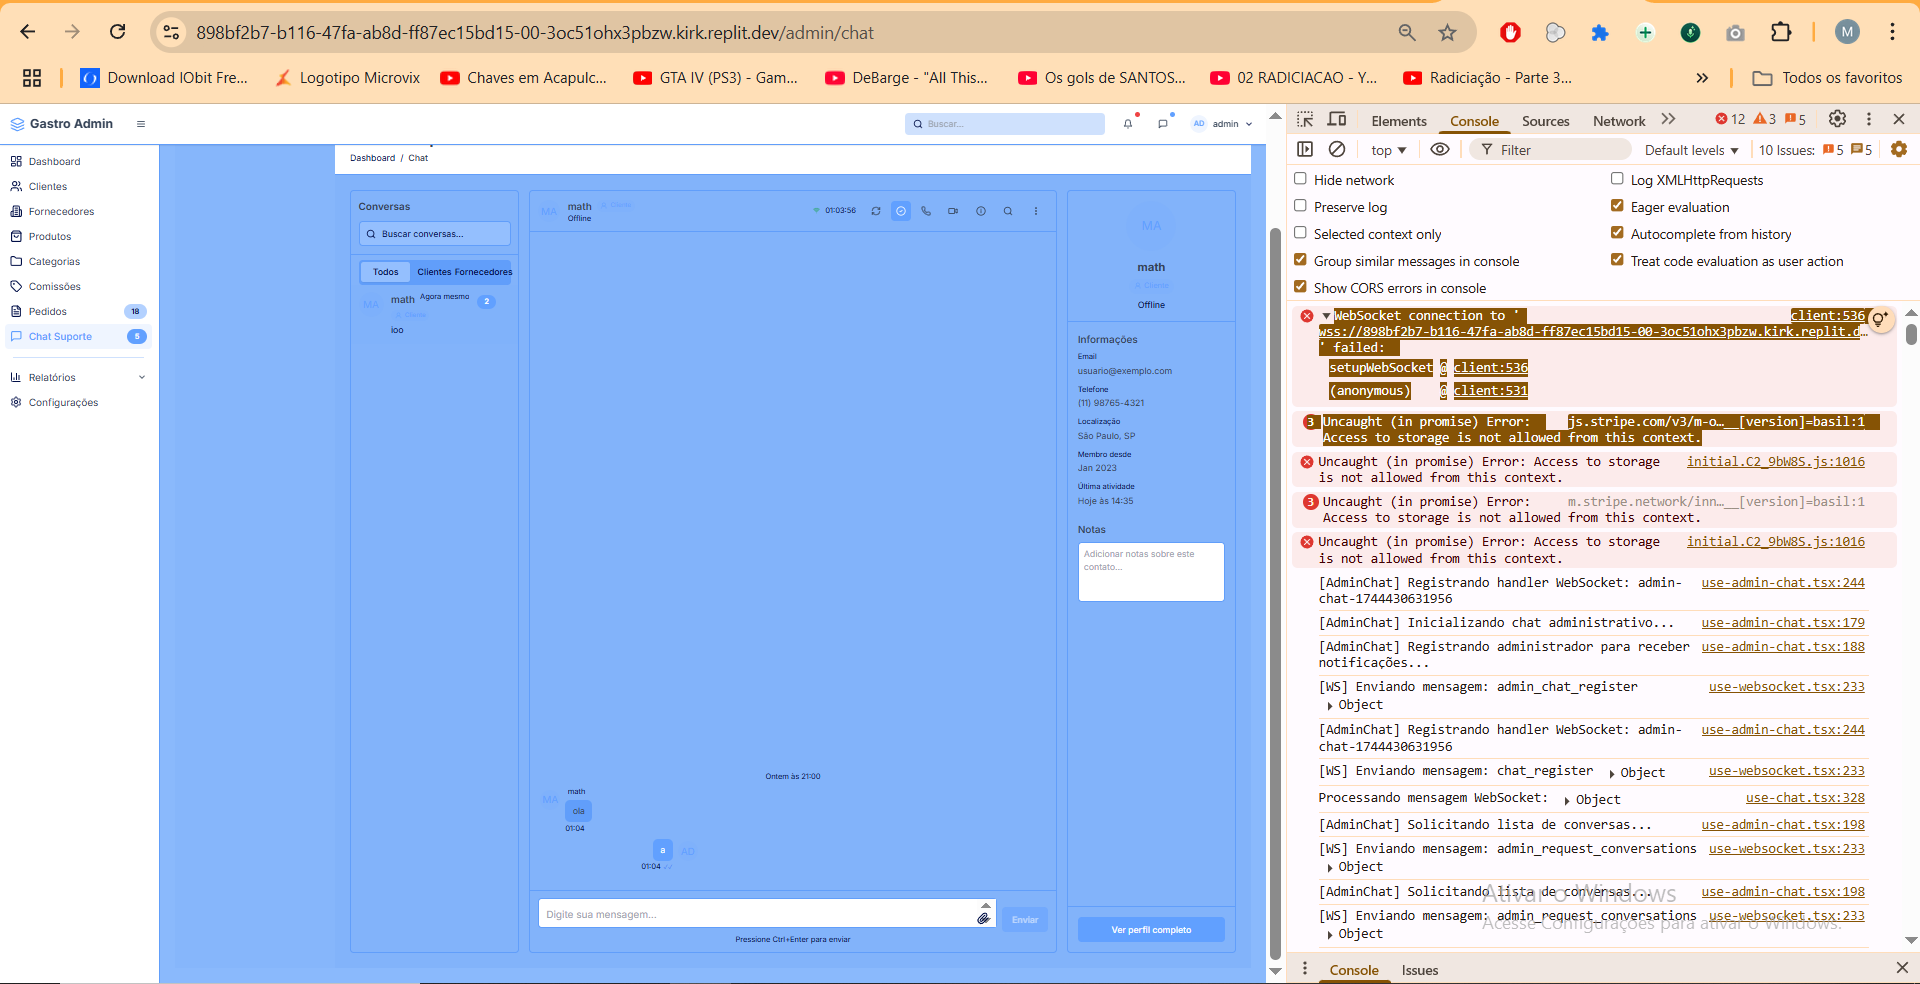 898bf2b7-b116-47fa-ab8d-ff87ec15bd15-00-3oc51ohx3pbzw.kirk.replit.dev/admin/chat
M
Download IObit Fre...
Logotipo Microvix
Chaves em Acapulc...
GTA IV (PS3) - Gam...
DeBarge - "All This...
Os gols de SANTOS...
02 RADICIACAO - Y...
Radiciação - Parte 3...
Todos os favoritos
Gastro Admin
Buscar...
AD
admin
Dashboard
Clientes
Fornecedores
Produtos
Categorias
Comissões
Pedidos
18
Chat Suporte
5
Relatórios
Configurações
Dashboard / Chat
Conversas
Buscar conversas...
Todos
Clientes
Fornecedores
MA
math
Agora mesmo
2
Cliente
ioo
MA
math
Cliente
Offline
01:03:56
Ontem às 21:00
math
MA
ola
01:04
a
AD
01:04
Digite sua mensagem...
Enviar
Pressione Ctrl+Enter para enviar
MA
math
Cliente
Offline
Informações
Email
usuario@exemplo.com
Telefone
(11) 98765-4321
Localização
São Paulo, SP
Membro desde
Jan 2023
Última atividade
Hoje às 14:35
Notas
Adicionar notas sobre este
contato...
Ver perfil completo
Elements
Console
Sources
Network
12
3
5
top
Filter
Default levels
10 Issues:
5
5
Hide network
Log XMLHttpRequests
Preserve log
Eager evaluation
Selected context only
Autocomplete from history
Group similar messages in console
Treat code evaluation as user action
Show CORS errors in console
WebSocket connection to ' client:536
wss://898bf2b7-b116-47fa-ab8d-ff87ec15bd15-00-3oc51ohx3pbzw.kirk.replit.d…
' failed:
setupWebSocket @ client:536
(anonymous) @ client:531
3 Uncaught (in promise) Error: js.stripe.com/v3/m-o…__[version]=basil:1
Access to storage is not allowed from this context.
Uncaught (in promise) Error: Access to storage initial.C2_9bW8S.js:1016
is not allowed from this context.
3 Uncaught (in promise) Error: m.stripe.network/inn…__[version]=basil:1
Access to storage is not allowed from this context.
Uncaught (in promise) Error: Access to storage initial.C2_9bW8S.js:1016
is not allowed from this context.
[AdminChat] Registrando handler WebSocket: admin- use-admin-chat.tsx:244
chat-1744430631956
[AdminChat] Inicializando chat administrativo... use-admin-chat.tsx:179
[AdminChat] Registrando administrador para receber use-admin-chat.tsx:188
notificações...
[WS] Enviando mensagem: admin_chat_register use-websocket.tsx:233
Object
[AdminChat] Registrando handler WebSocket: admin- use-admin-chat.tsx:244
chat-1744430631956
[WS] Enviando mensagem: chat_register Object use-websocket.tsx:233
Processando mensagem WebSocket: Object use-chat.tsx:328
[AdminChat] Solicitando lista de conversas... use-admin-chat.tsx:198
[WS] Enviando mensagem: admin_request_conversations use-websocket.tsx:233
Object
[AdminChat] Solicitando lista de conversas... use-admin-chat.tsx:198
[WS] Enviando mensagem: admin_request_conversations use-websocket.tsx:233
Object
Ativar o Windows
Acesse Configurações para ativar o Windows.
Console
Issues